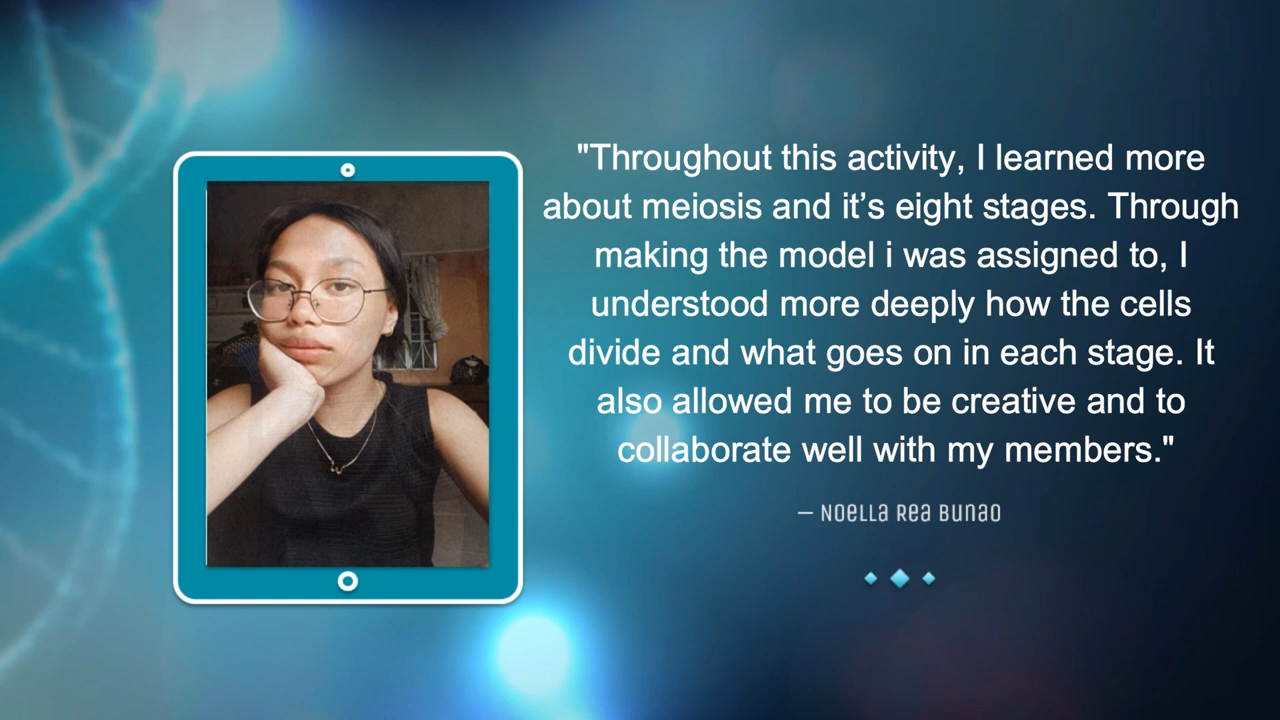 "Throughout this activity, I learned more
about meiosis and it’s eight stages. Through
making the model i was assigned to, I
understood more deeply how the cells
divide and what goes on in each stage. It
also allowed me to be creative and to
collaborate well with my members."
– Noella Rea Bunao